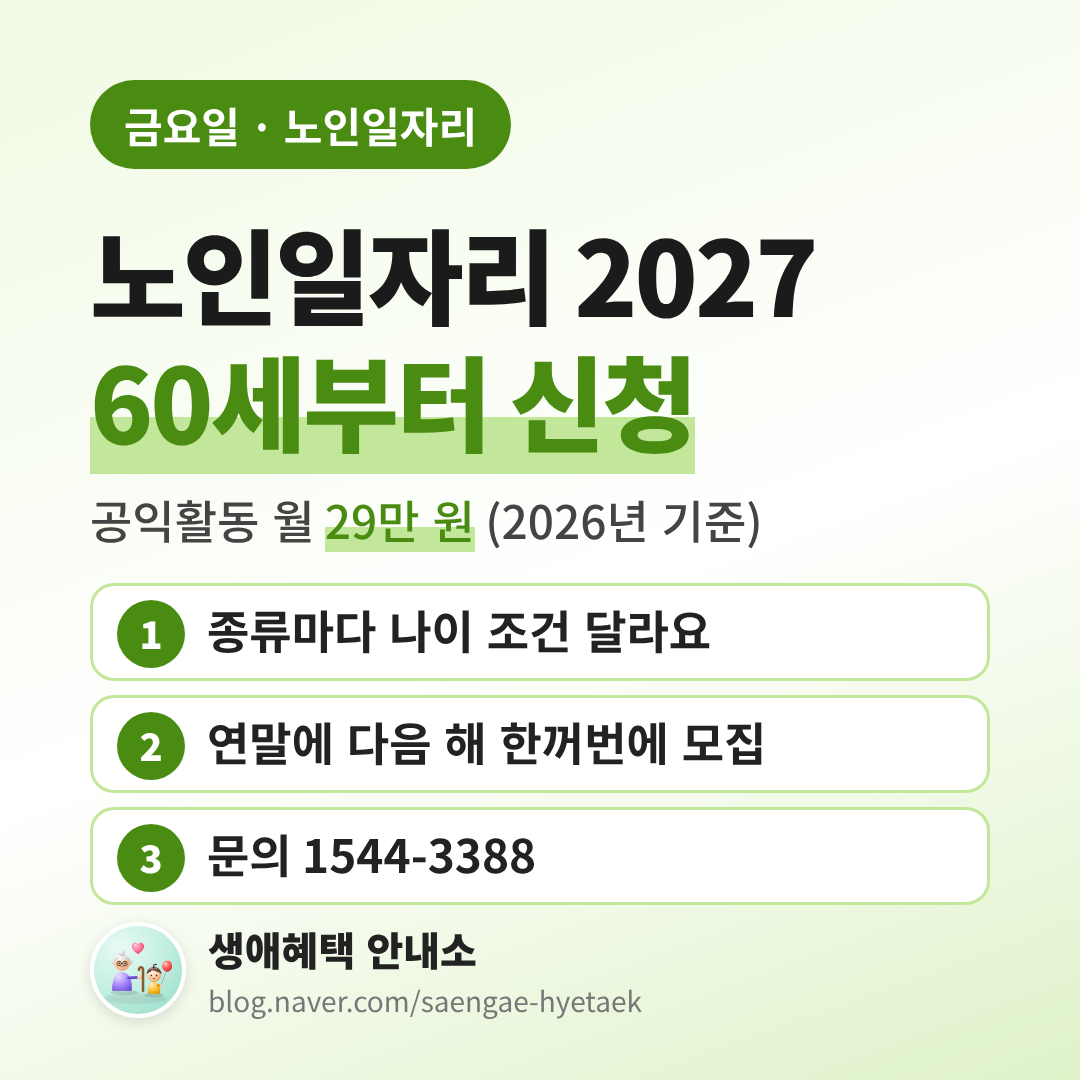 금요일 · 노인일자리
노인일자리 2027
60세부터 신청
공익활동 월 29만 원 (2026년 기준)
1 종류마다 나이 조건 달라요
2 연말에 다음 해 한꺼번에 모집
3 문의 1544-3388
생애혜택 안내소
blog.naver.com/saengae-hyetaek